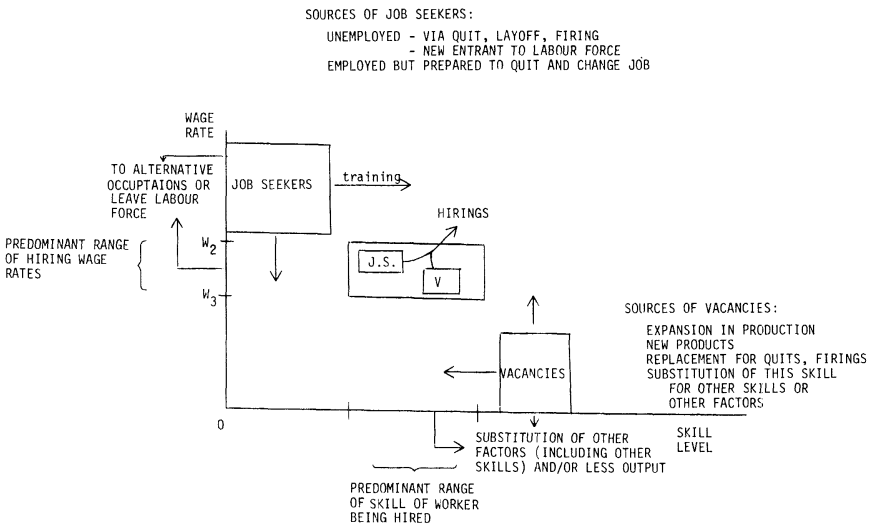 SOURCES OF JOB SEEKERS:
UNEMPLOYED - VIA QUIT, LAYOFF, FIRING
- NEW ENTRANT TO LABOUR FORCE
EMPLOYED BUT PREPARED TO QUIT AND CHANGE JOB
WAGE
RATE
TO ALTERNATIVE
OCCUPTAIONS OR
LEAVE LABOUR
FORCE
JOB SEEKERS
training
HIRINGS
PREDOMINANT RANGE
OF HIRING WAGE
RATES
W2
W3
J.S.
V
SOURCES OF VACANCIES:
EXPANSION IN PRODUCTION
NEW PRODUCTS
REPLACEMENT FOR QUITS, FIRINGS
SUBSTITUTION OF THIS SKILL
FOR OTHER SKILLS OR
OTHER FACTORS
VACANCIES
0
SKILL
LEVEL
SUBSTITUTION OF OTHER
FACTORS (INCLUDING OTHER
SKILLS) AND/OR LESS OUTPUT
PREDOMINANT RANGE
OF SKILL OF WORKER
BEING HIRED